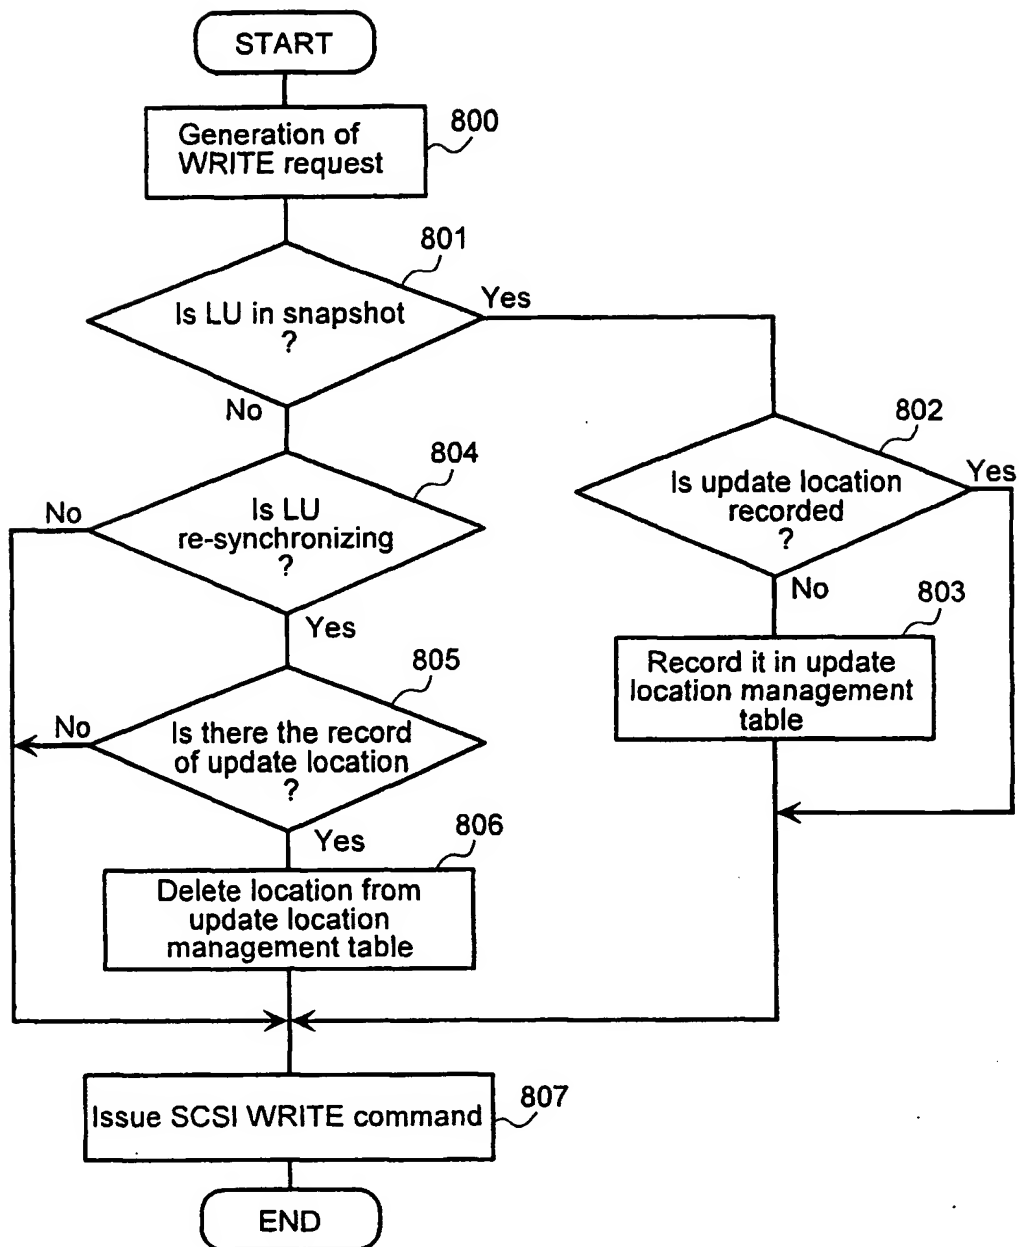 START
Generation of
WRITE request
800
801
Is LU in snapshot
?
Yes
No
802
Is update location
recorded
?
Yes
No
804
No
Is LU
re-synchronizing
?
Yes
803
Record it in update
location management
table
805
No
Is there the record
of update location
?
Yes
806
Delete location from
update location
management table
Issue SCSI WRITE command
807
END